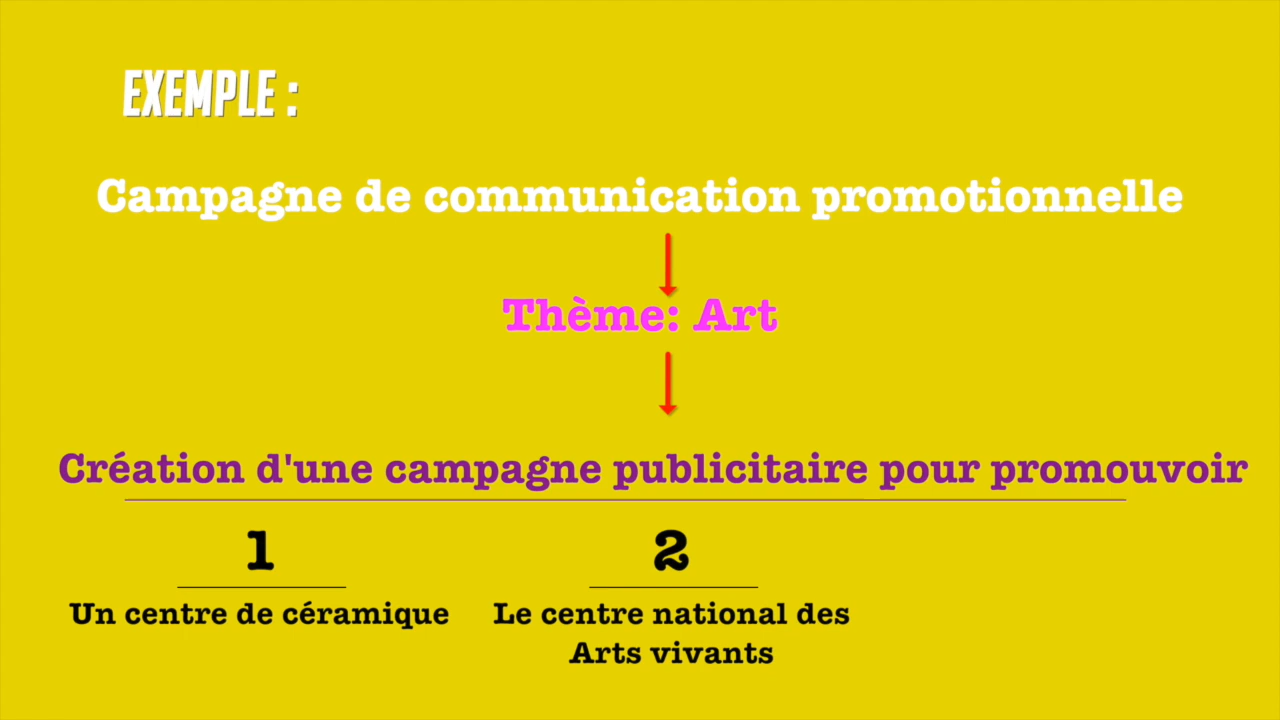 EXEMPLE :
Campagne de communication promotionnelle
Thème: Art
Création d'une campagne publicitaire pour promouvoir
1
Un centre de céramique
2
Le centre national des
Arts vivants